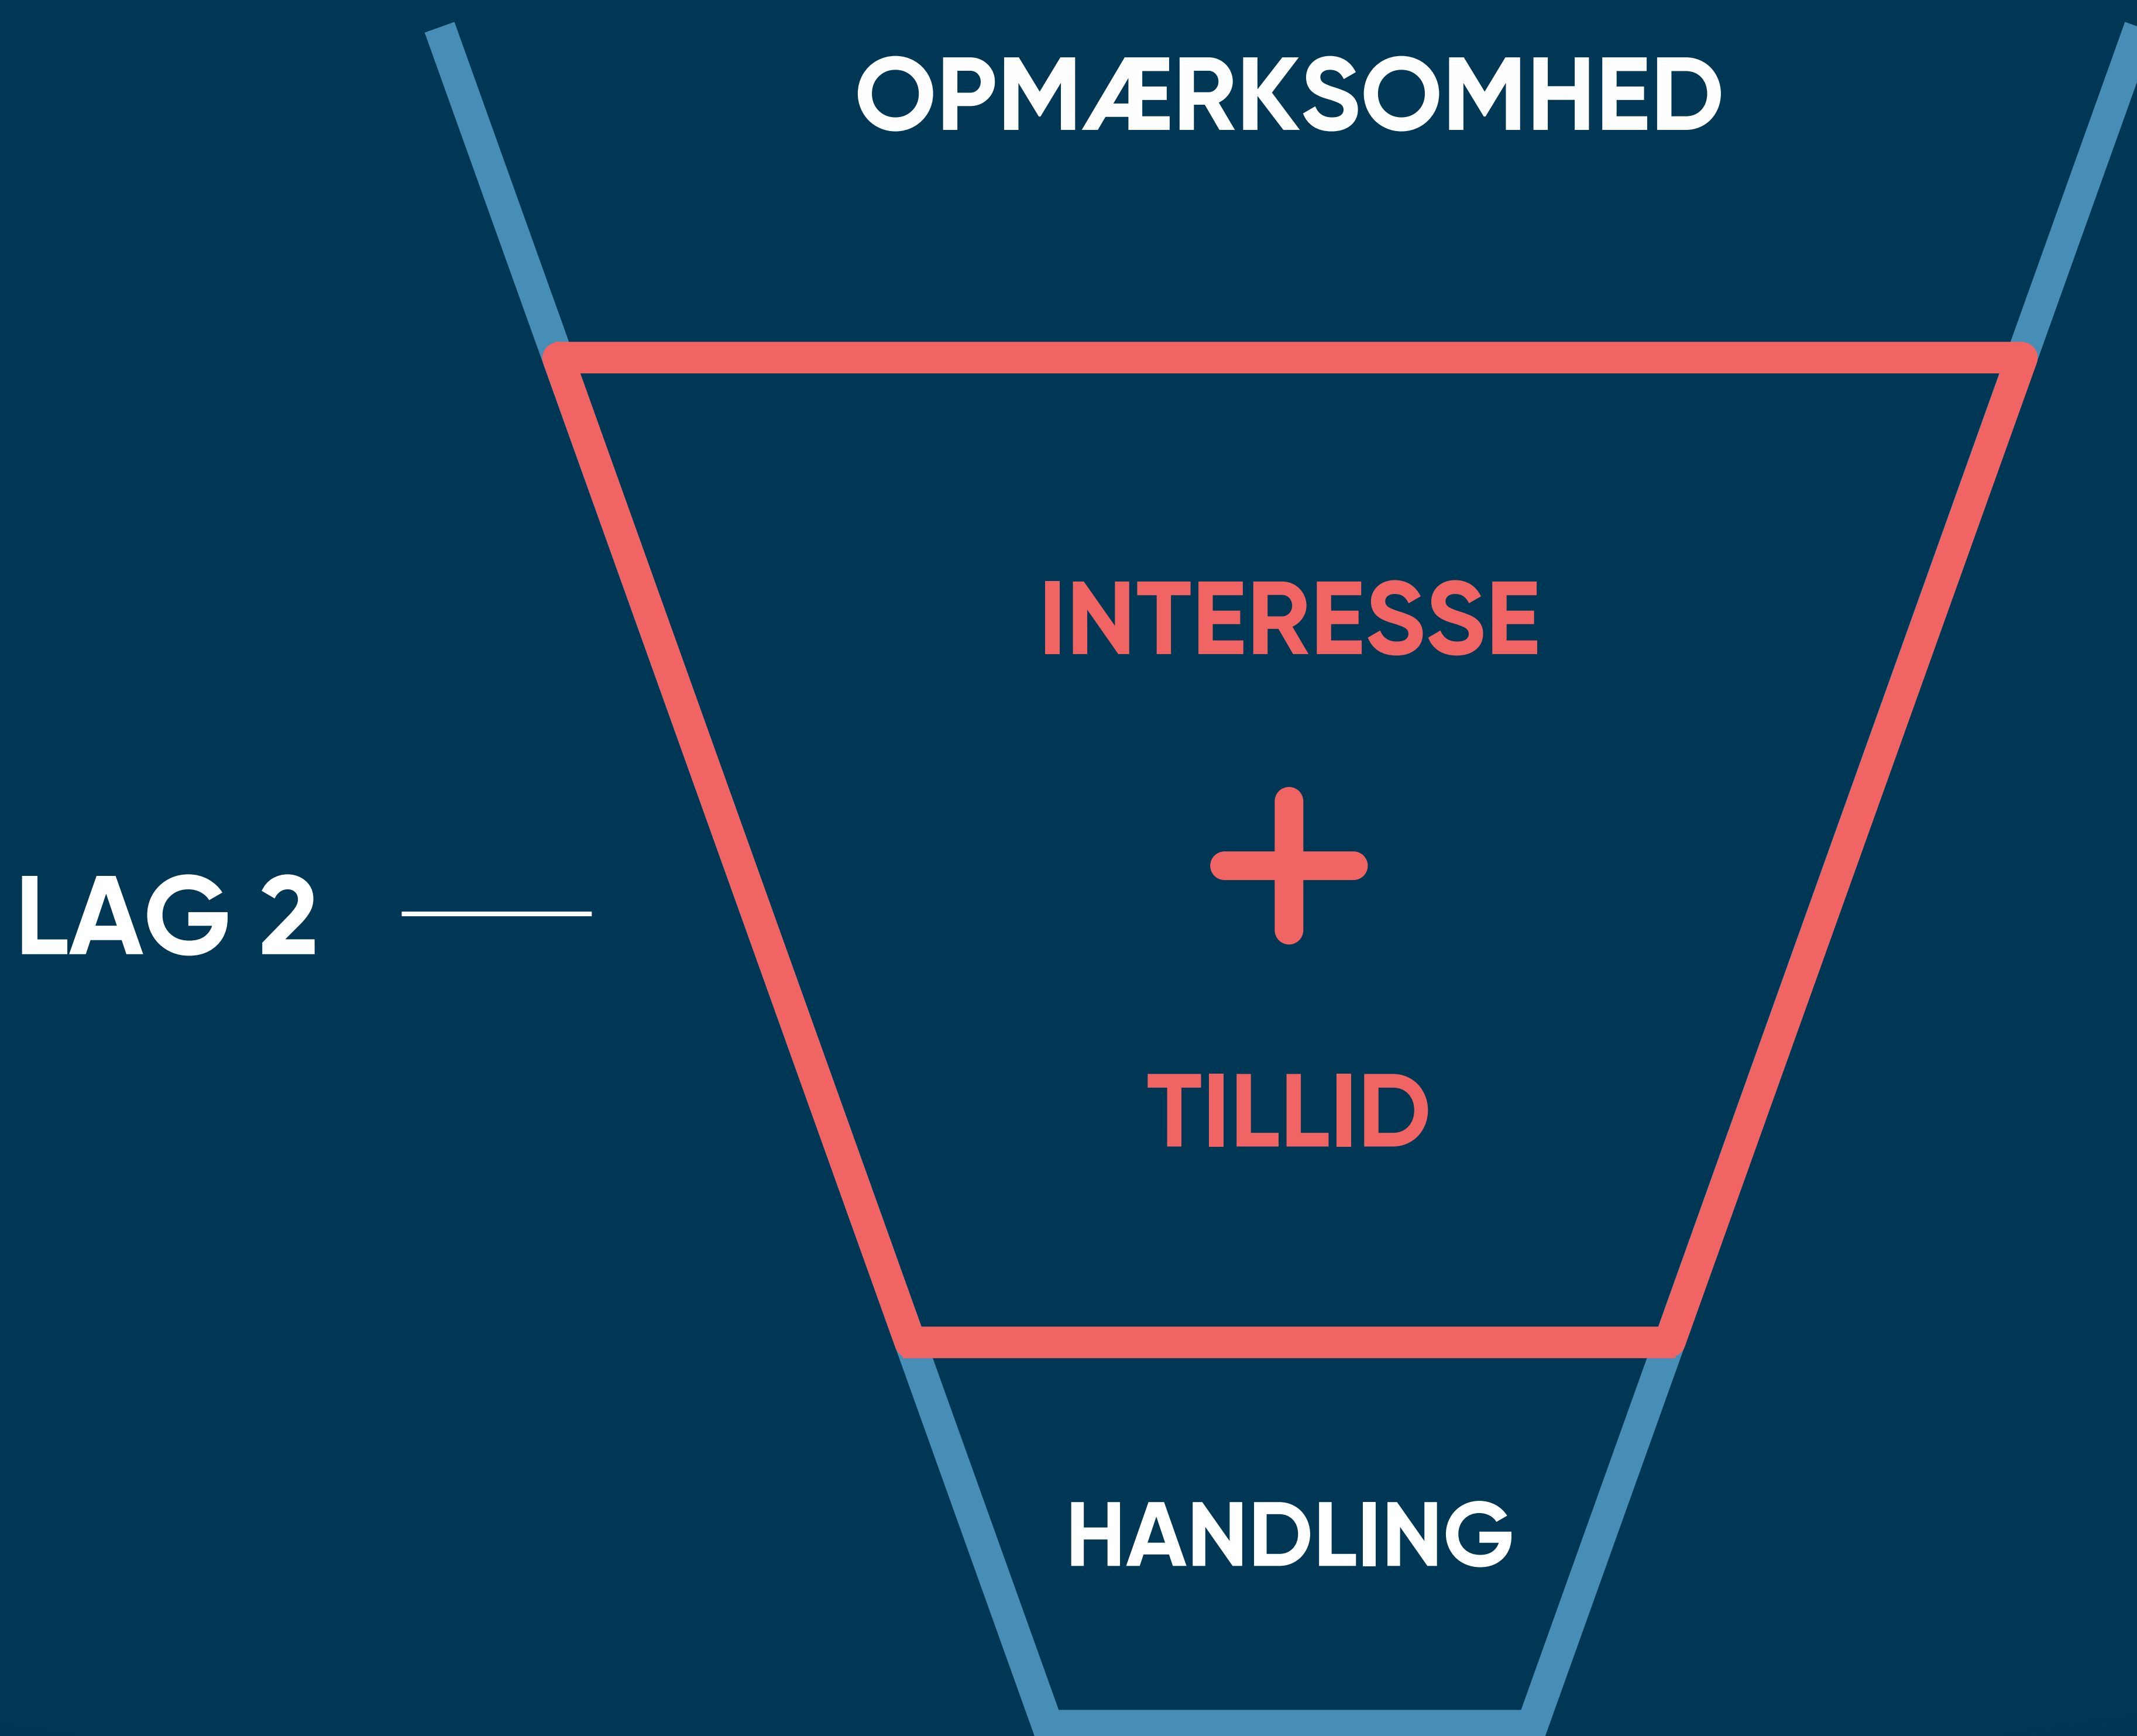 OPMÆRKSOMHED
INTERESSE
+
LAG 2
TILLID
HANDLING